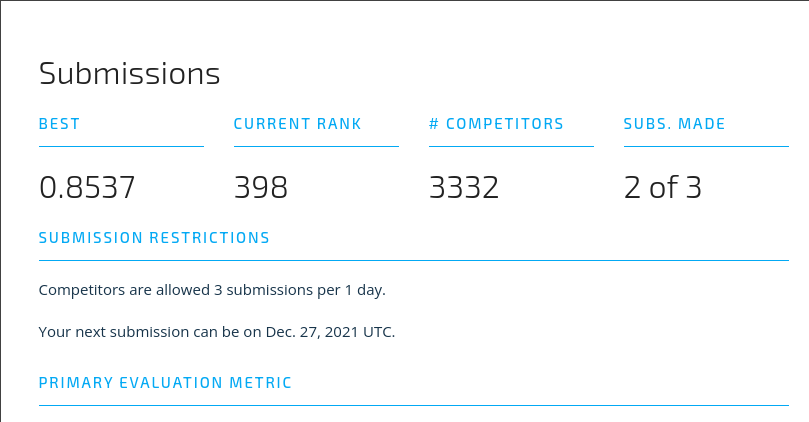 Submissions
BEST
CURRENT RANK
# COMPETITORS
SUBS. MADE
0.8537
398
3332
2 of 3
SUBMISSION RESTRICTIONS
Competitors are allowed 3 submissions per 1 day.
Your next submission can be on Dec. 27, 2021 UTC.
PRIMARY EVALUATION METRIC